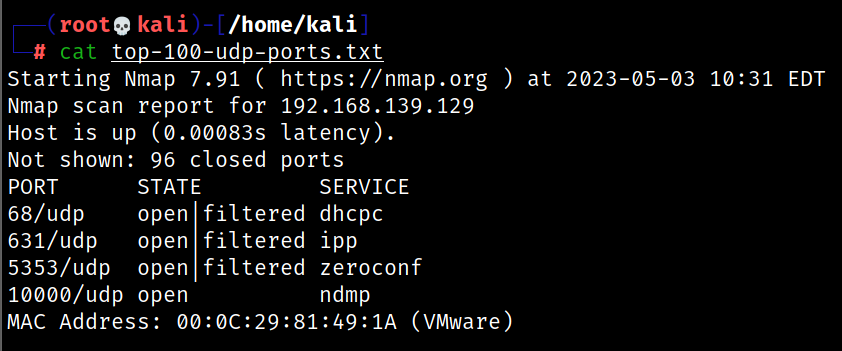 ┌──(root💀kali)-[/home/kali]
└─# cat top-100-udp-ports.txt
Starting Nmap 7.91 ( https://nmap.org ) at 2023-05-03 10:31 EDT
Nmap scan report for 192.168.139.129
Host is up (0.00083s latency).
Not shown: 96 closed ports
PORT      STATE         SERVICE
68/udp    open|filtered dhcpc
631/udp   open|filtered ipp
5353/udp  open|filtered zeroconf
10000/udp open          ndmp
MAC Address: 00:0C:29:81:49:1A (VMware)